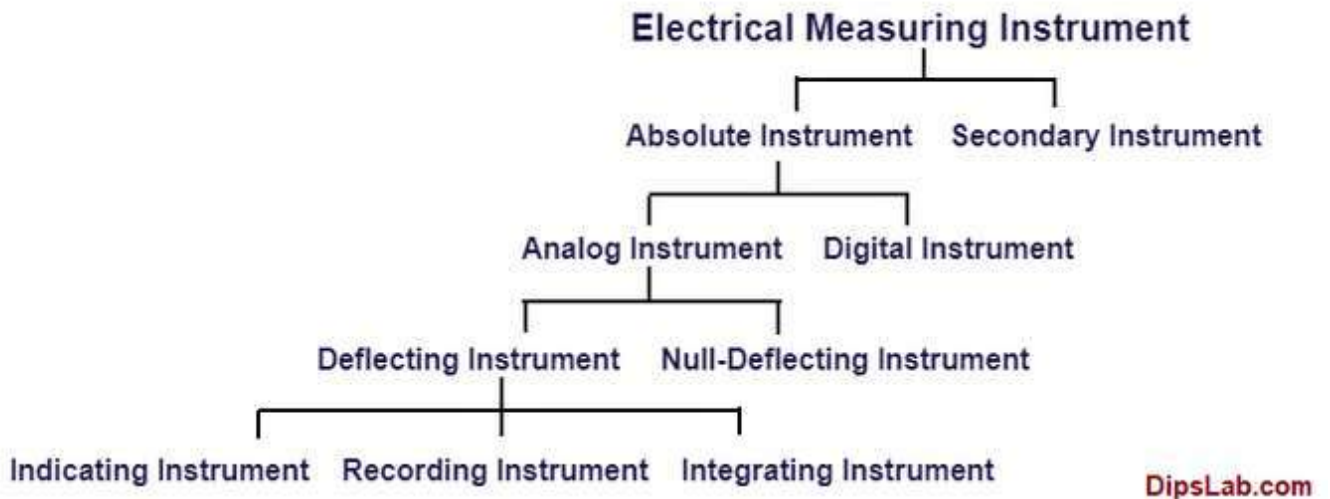 Electrical Measuring Instrument
Absolute Instrument Secondary Instrument
Analog Instrument Digital Instrument
Deflecting Instrument Null-Deflecting Instrument
Indicating Instrument Recording Instrument Integrating Instrument
DipsLab.com